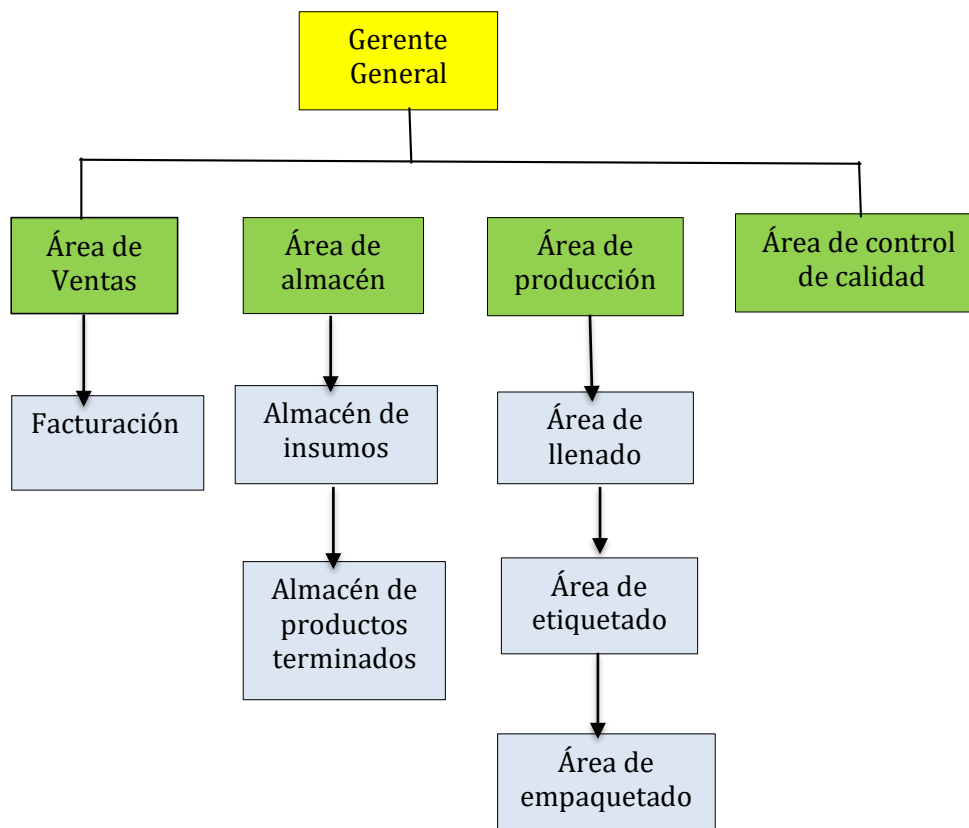 Gerente
General
Área de
Ventas
Área de
almacén
Área de
producción
Área de control
de calidad
Facturación
Almacén de
insumos
Área de
llenado
Almacén de
productos
terminados
Área de
etiquetado
Área de
empaquetado